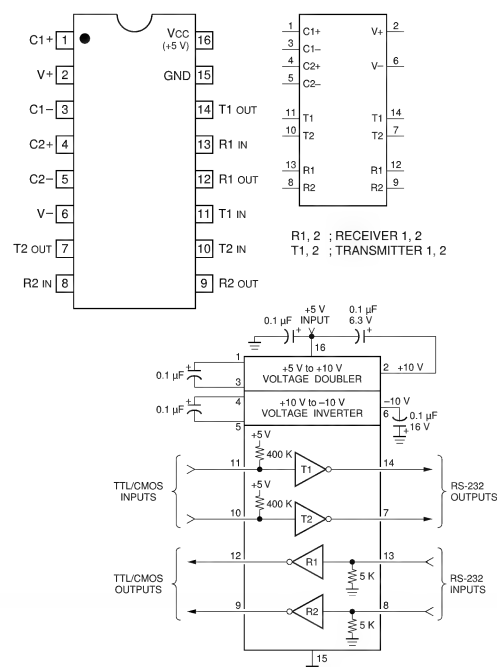 C1+ 1
V+ 2
C1– 3
C2+ 4
C2– 5
V– 6
T2 OUT 7
R2 IN 8
VCC 16
(+5 V)
GND 15
14 T1 OUT
13 R1 IN
12 R1 OUT
11 T1 IN
10 T2 IN
9 R2 OUT
1 C1+ V+ 2
3 C1–
4 C2+ V– 6
5 C2–
11 T1 T1 14
10 T2 T2 7
13 R1 R1 12
8 R2 R2 9
R1, 2 ; RECEIVER 1, 2
T1, 2 ; TRANSMITTER 1, 2
0.1 µF +
+5 V
INPUT
0.1 µF
6.3 V
+
16
1
+
0.1 µF
3
+5 V to +10 V
VOLTAGE DOUBLER
2 +10 V
4
+
0.1 µF
5
+10 V to –10 V
VOLTAGE INVERTER
–10 V
6
0.1 µF
+ 16 V
+5 V
400 K
11 T1 14
+5 V
400 K
10 T2 7
TTL/CMOS
INPUTS
RS-232
OUTPUTS
12 R1 13
5 K
9 R2 8
5 K
TTL/CMOS
OUTPUTS
RS-232
INPUTS
15